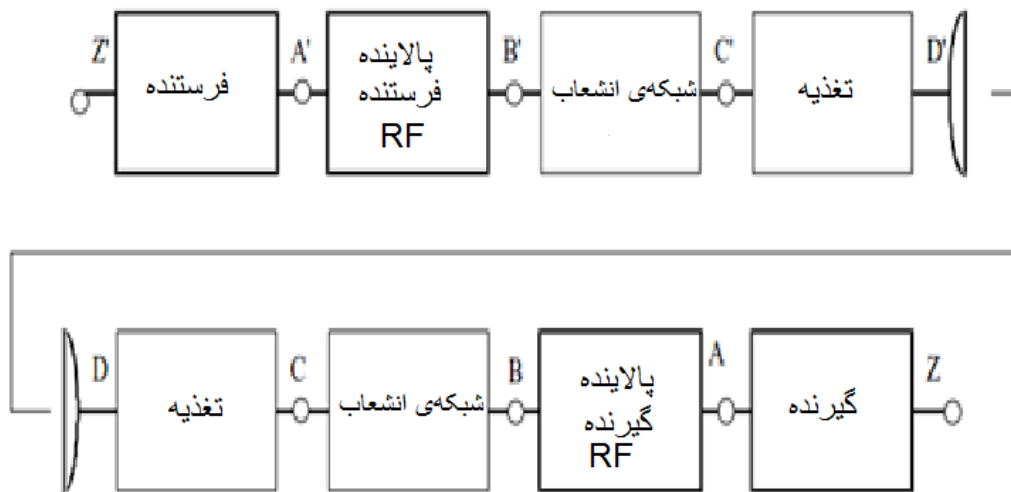 Z'
فرستنده
A'
پالاینده
فرستنده
RF
B'
شبکه‌ی انشعاب
C'
تغذیه
D'
D
تغذیه
C
شبکه‌ی انشعاب
B
پالاینده
گیرنده
RF
A
گیرنده
Z